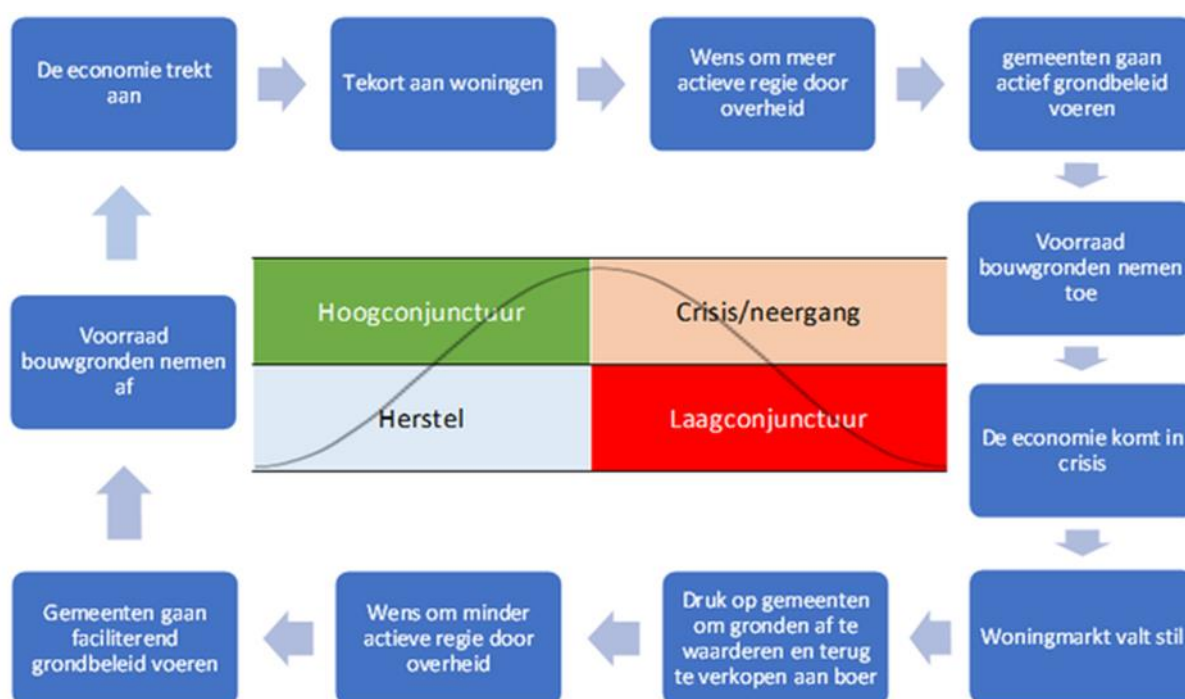 De economie trekt
aan
Tekort aan woningen
Wens om meer
actieve regie door
overheid
gemeenten gaan
actief grondbeleid
voeren
Voorraad
bouwgronden nemen
toe
De economie komt in
crisis
Woningmarkt valt stil
Druk op gemeenten
om gronden af te
waarderen en terug
te verkopen aan boer
Wens om minder
actieve regie door
overheid
Gemeenten gaan
faciliterend
grondbeleid voeren
Voorraad
bouwgronden nemen
af
Hoogconjunctuur
Crisis/neergang
Herstel
Laagconjunctuur